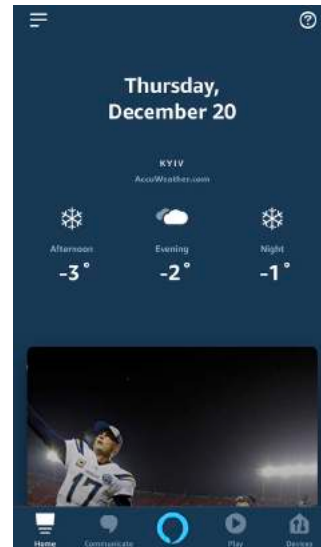 Thursday,
December 20
KYIV
AccuWeather.com
Afternoon Evening Night
-3° -2° -1°
17
Home Communicate Play Devices